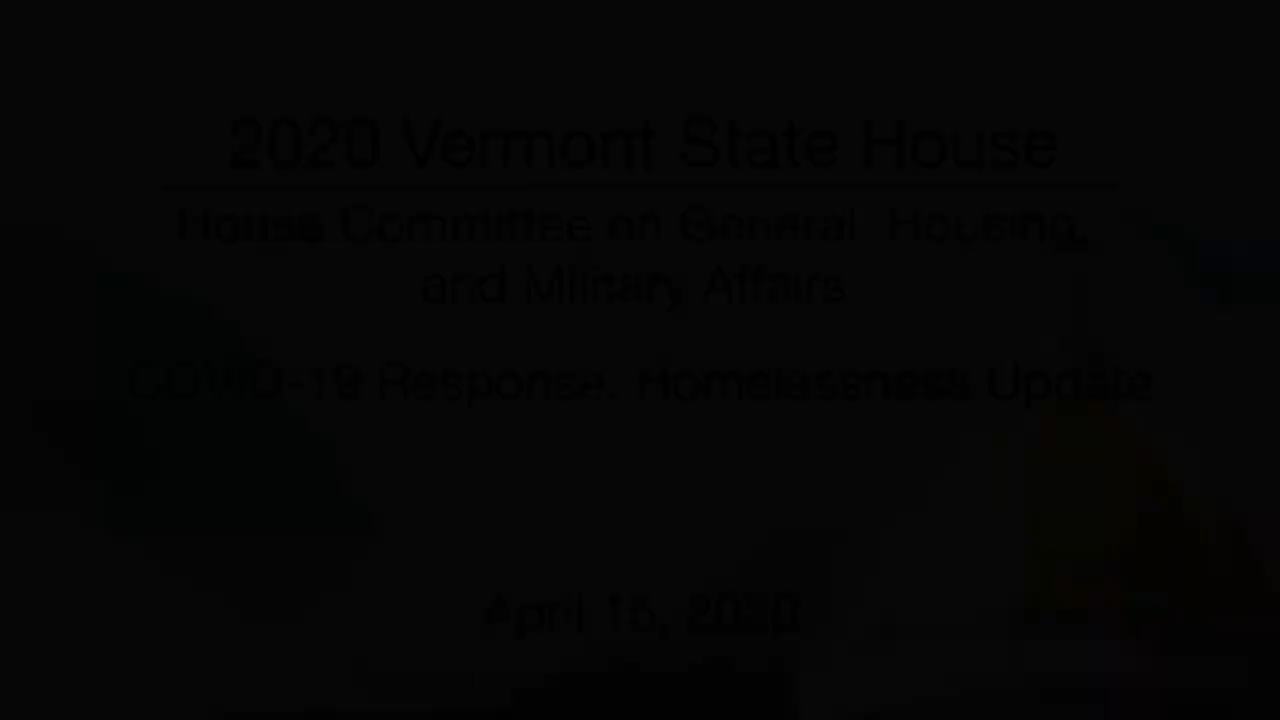 2020 Vermont State House
House Committee on General, Housing,
and Military Affairs
COVID-19 Response: Homelessness Update
April 15, 2020